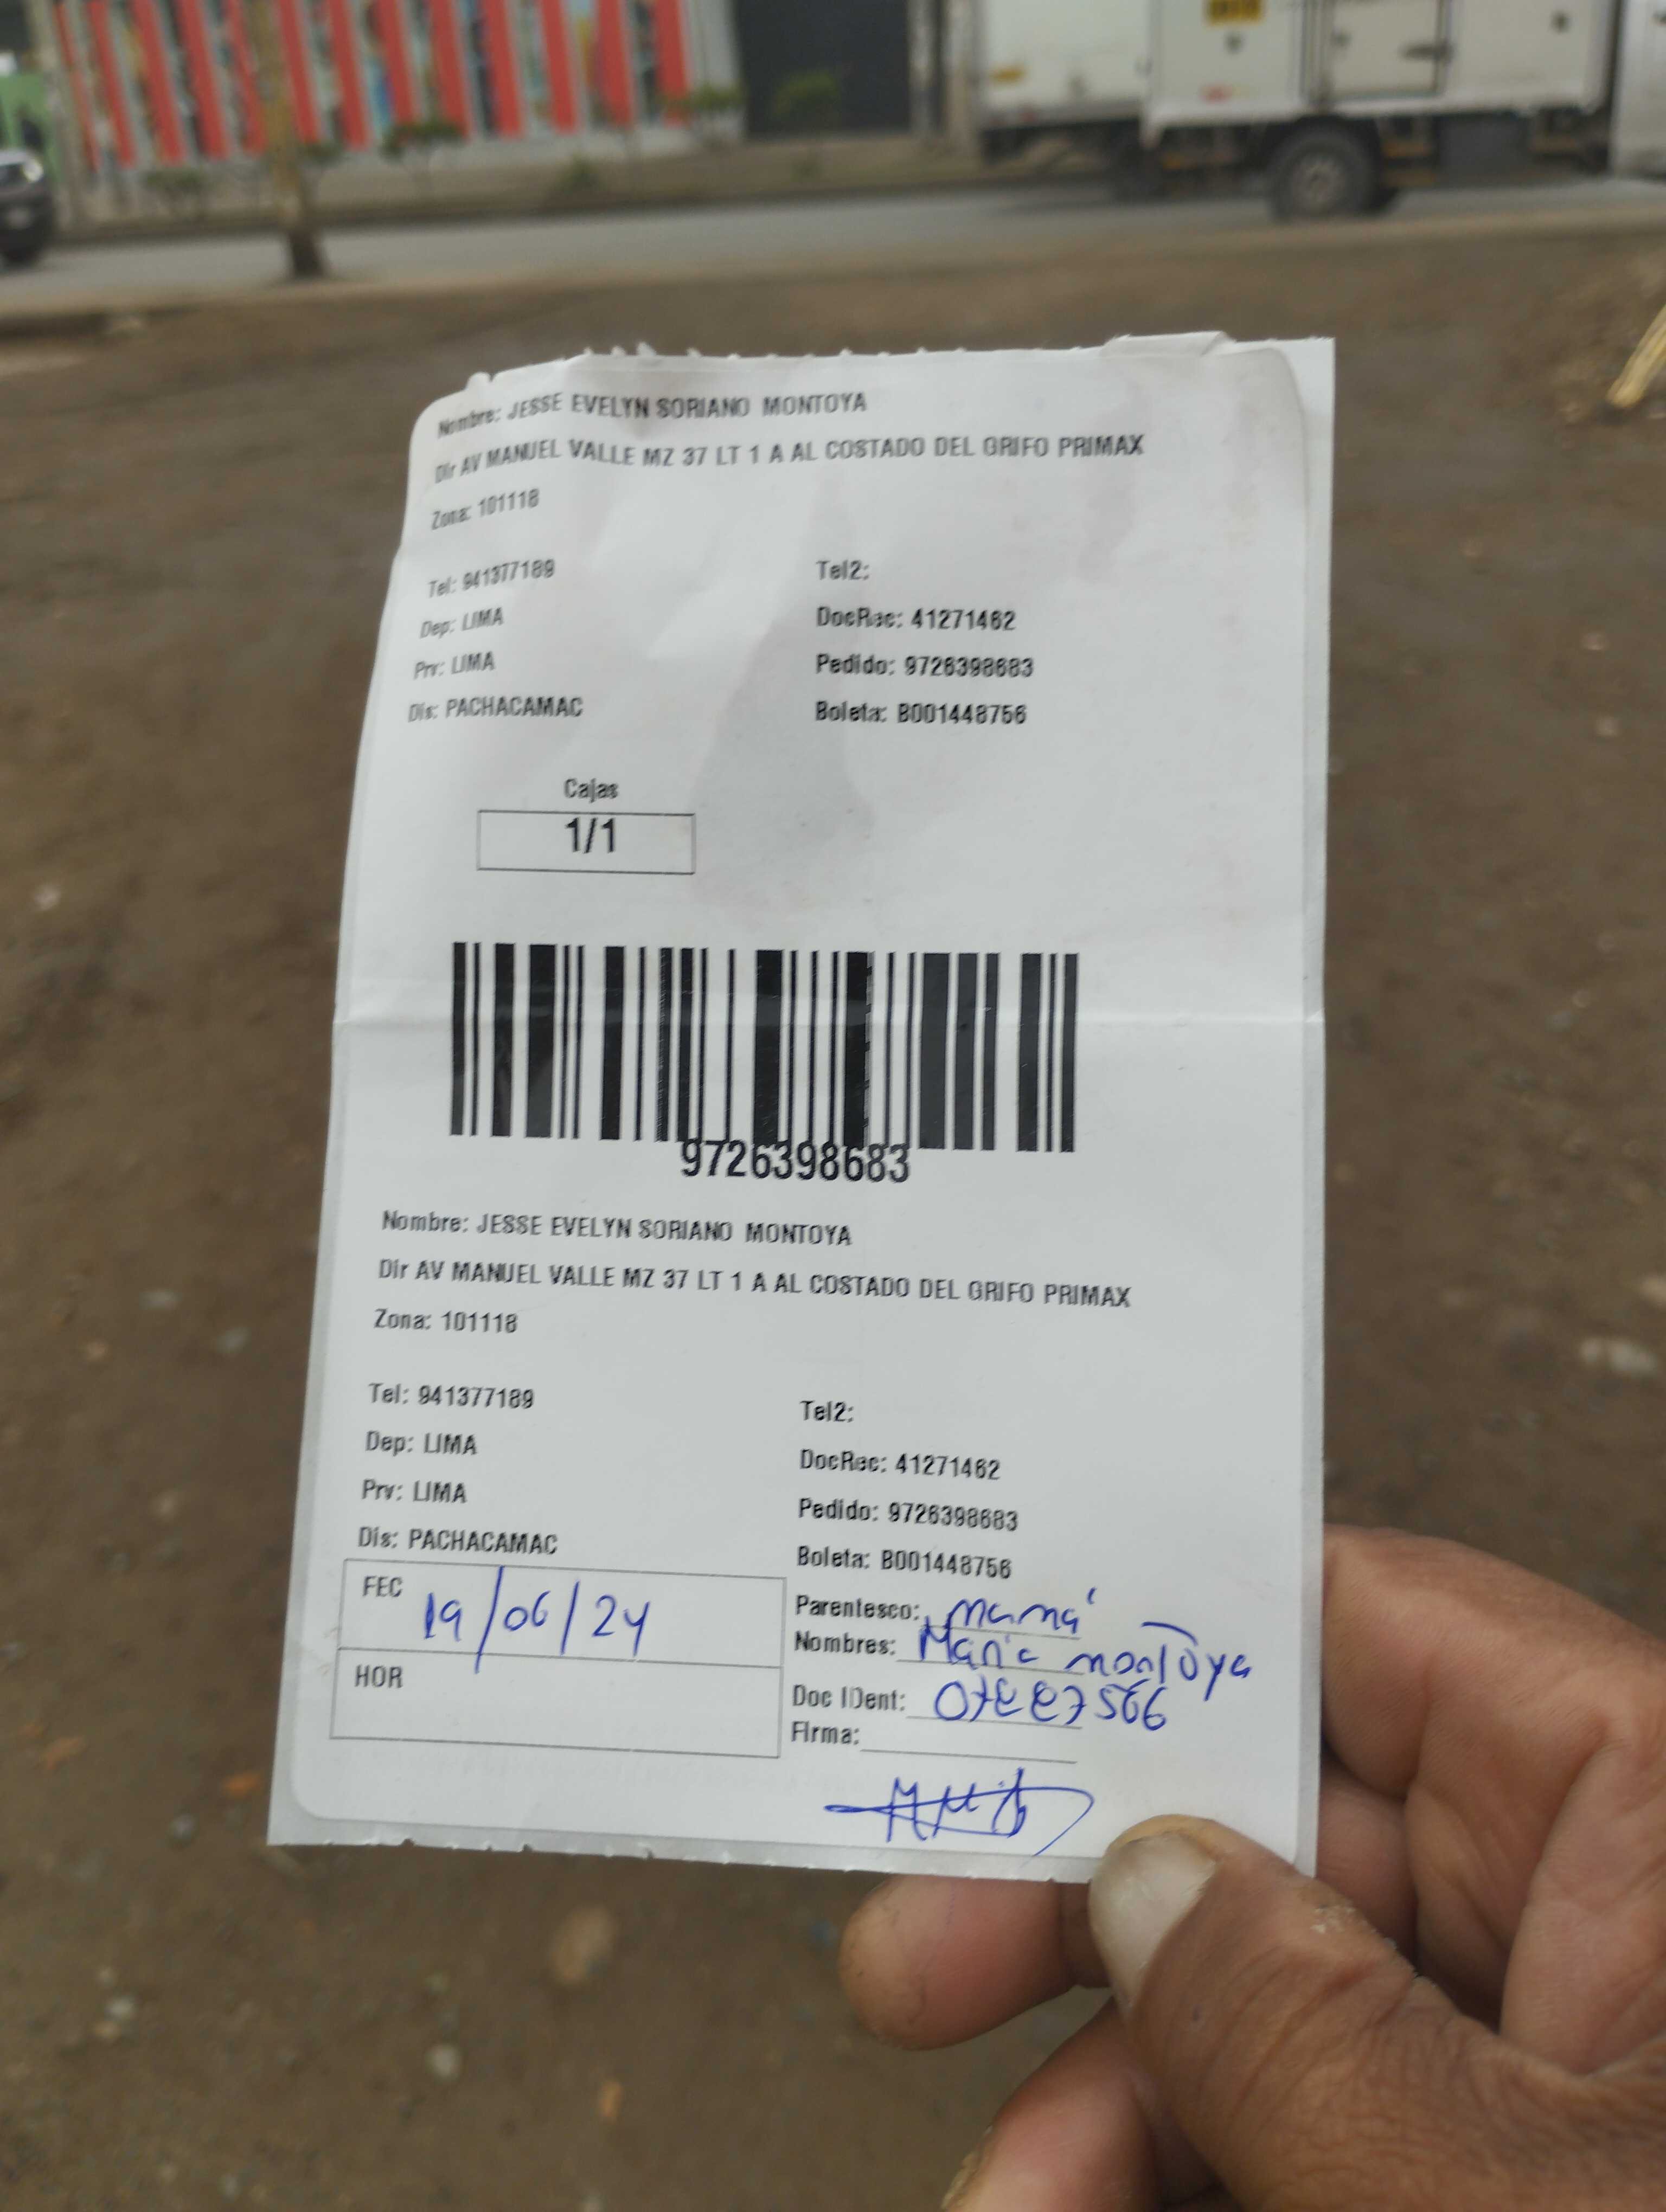 Nombre: JESSE EVELYN SORIANO MONTOYA
Dir AV MANUEL VALLE MZ 37 LT 1 A AL COSTADO DEL GRIFO PRIMAX
Zona: 101118
Tel: 941377189 Tel2:
Dep: LIMA DocRec: 41271462
Prv: LIMA Pedido: 9726398683
Dis: PACHACAMAC Boleta: B001448756
Cajas
1/1
9726398683
Nombre: JESSE EVELYN SORIANO MONTOYA
Dir AV MANUEL VALLE MZ 37 LT 1 A AL COSTADO DEL GRIFO PRIMAX
Zona: 101118
Tel: 941377189 Tel2:
Dep: LIMA DocRec: 41271462
Prv: LIMA Pedido: 9726398683
Dis: PACHACAMAC Boleta: B001448756
FEC 19/06/24
Parentesco: mamá
Nombres: María montoya
HOR
Doc IDent:
Firma: